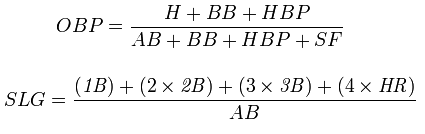 OBP = (H + BB + HBP) / (AB + BB + HBP + SF)
SLG = ((1B) + (2 × 2B) + (3 × 3B) + (4 × HR)) / AB